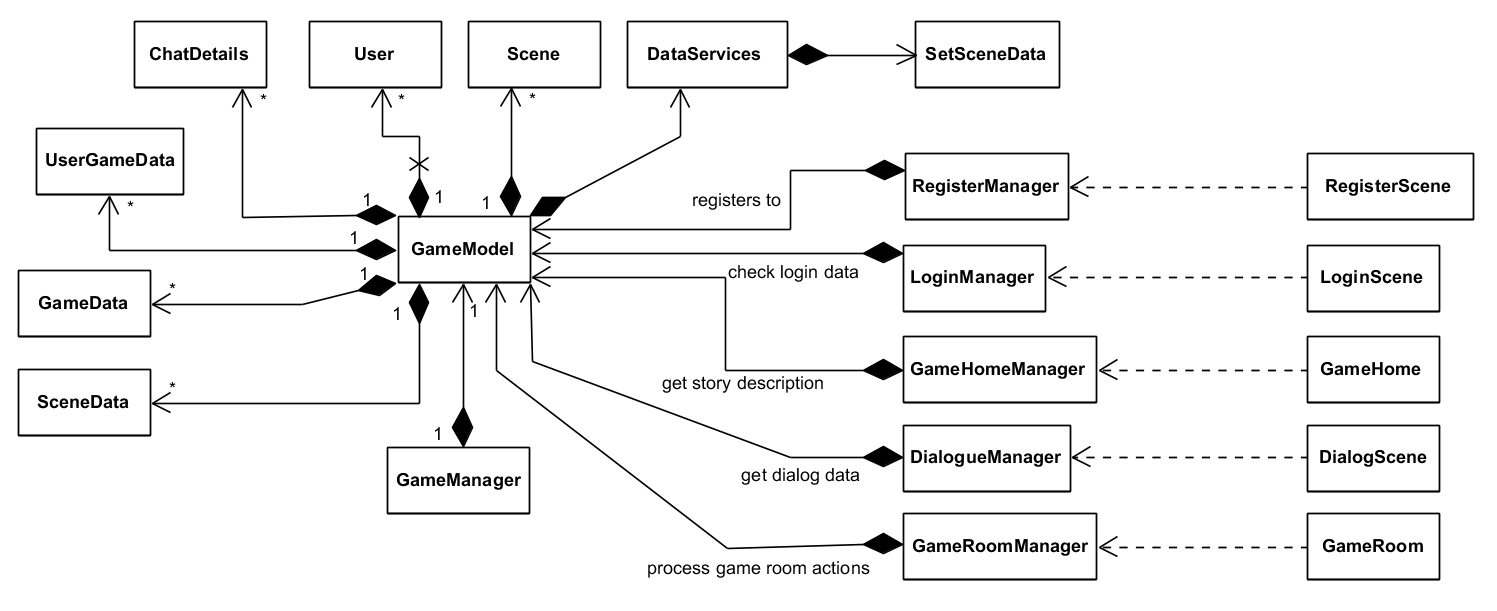 ChatDetails
User
Scene
DataServices
SetSceneData
*
*
*
UserGameData
*
RegisterManager
RegisterScene
1
1
1
registers to
1
GameModel
1
check login data
LoginManager
LoginScene
1
GameData
*
1
1
SceneData
*
get story description
GameHomeManager
GameHome
1
GameManager
get dialog data
DialogueManager
DialogScene
process game room actions
GameRoomManager
GameRoom